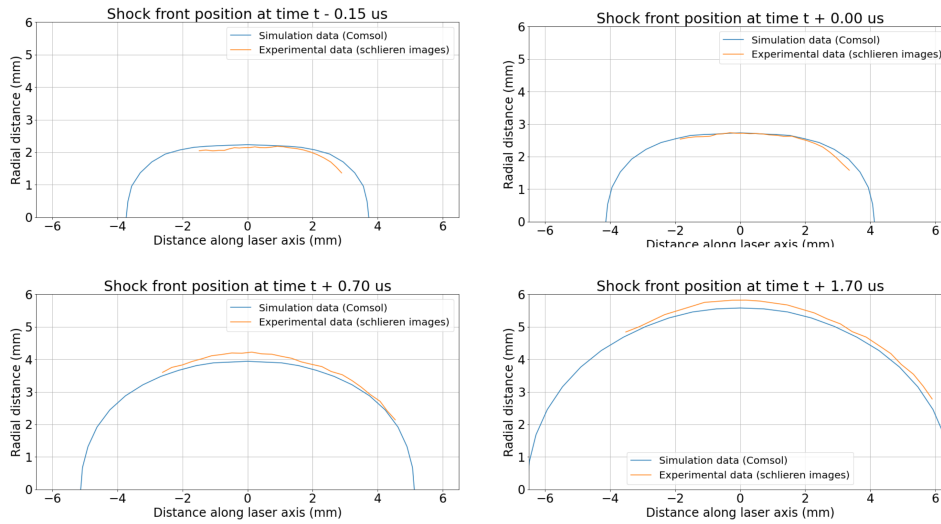 Shock front position at time t - 0.15 us
Simulation data (Comsol)
Experimental data (schlieren images)
Radial distance (mm)
6
5
4
3
2
1
0
−6 −4 −2 0 2 4 6
Distance along laser axis (mm)
Shock front position at time t + 0.00 us
Simulation data (Comsol)
Experimental data (schlieren images)
Radial distance (mm)
6
5
4
3
2
1
0
−6 −4 −2 0 2 4 6
Distance along laser axis (mm)
Shock front position at time t + 0.70 us
Simulation data (Comsol)
Experimental data (schlieren images)
Radial distance (mm)
6
5
4
3
2
1
0
−6 −4 −2 0 2 4 6
Distance along laser axis (mm)
Shock front position at time t + 1.70 us
Radial distance (mm)
6
5
4
3
2
1
0
Simulation data (Comsol)
Experimental data (schlieren images)
−6 −4 −2 0 2 4 6
Distance along laser axis (mm)